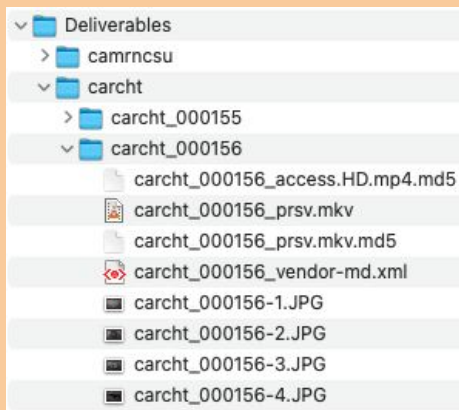 Deliverables
camrncsu
carcht
carcht_000155
carcht_000156
carcht_000156_access.HD.mp4.md5
carcht_000156_prsv.mkv
carcht_000156_prsv.mkv.md5
carcht_000156_vendor-md.xml
carcht_000156-1.JPG
carcht_000156-2.JPG
carcht_000156-3.JPG
carcht_000156-4.JPG